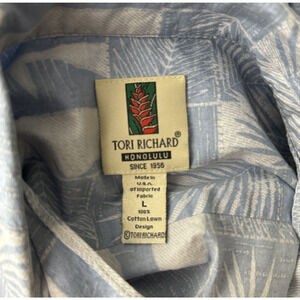 TORI RICHARD®
HONOLULU
SINCE 1956
Made in
U.S.A.
of Imported
Fabric
L
100%
Cotton Lawn
Design
©TORI RICHARD